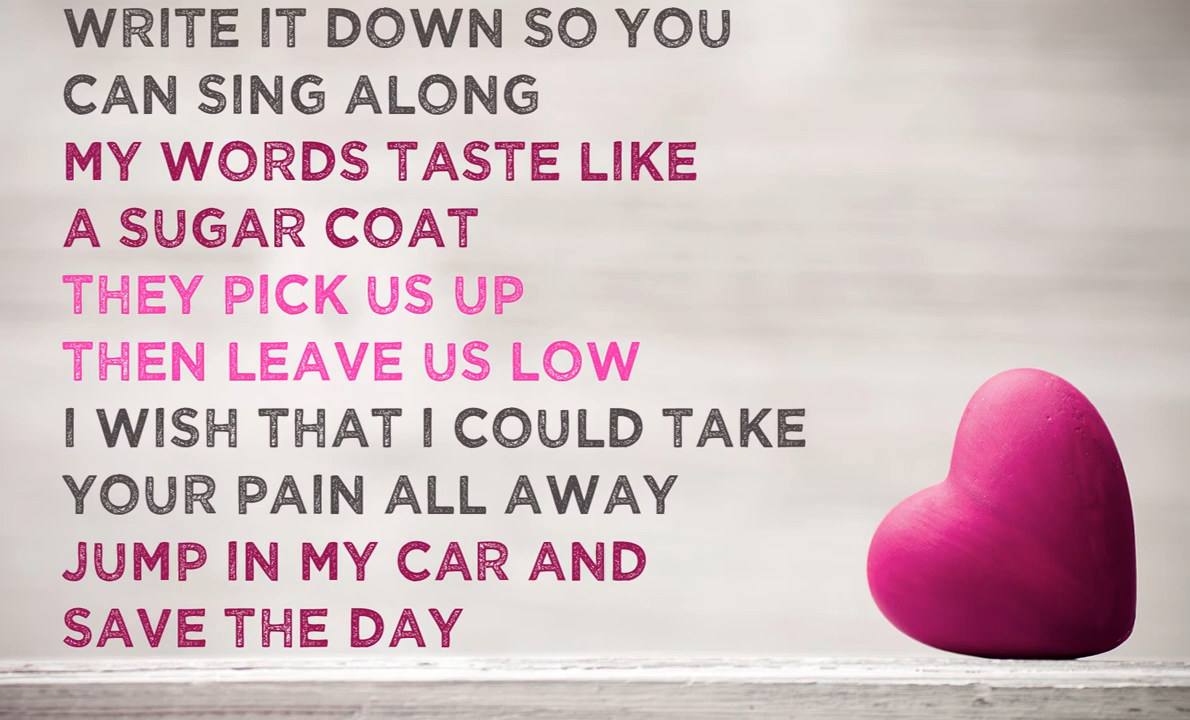 WRITE IT DOWN SO YOU
CAN SING ALONG
MY WORDS TASTE LIKE
A SUGAR COAT
THEY PICK US UP
THEN LEAVE US LOW
I WISH THAT I COULD TAKE
YOUR PAIN ALL AWAY
JUMP IN MY CAR AND
SAVE THE DAY